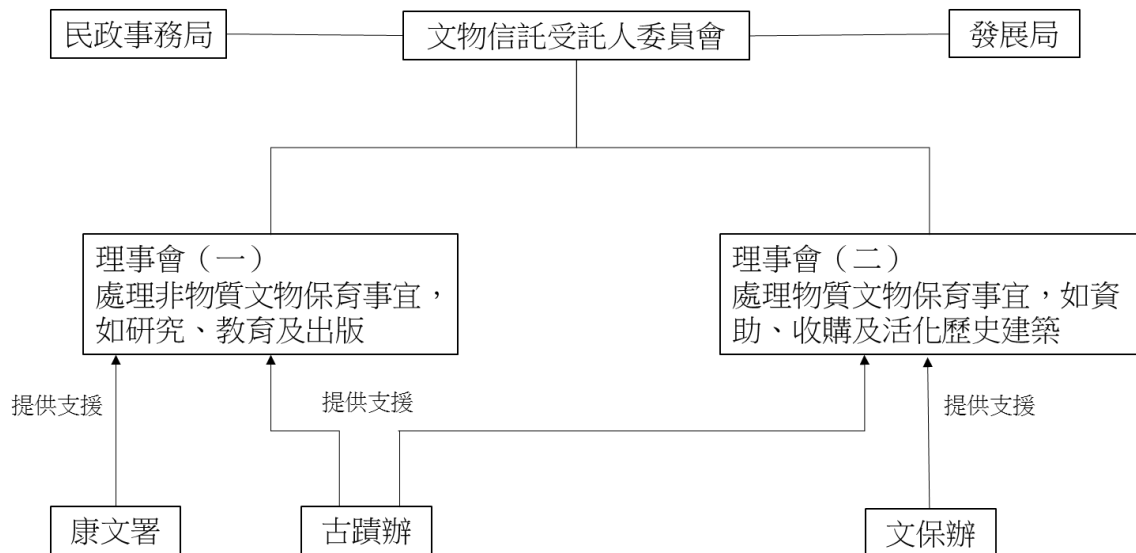 民政事務局
文物信託受託人委員會
發展局
理事會（一）
處理非物質文物保育事宜，
如研究、教育及出版
理事會（二）
處理物質文物保育事宜，如資
助、收購及活化歷史建築
提供支援
提供支援
提供支援
康文署
古蹟辦
文保辦